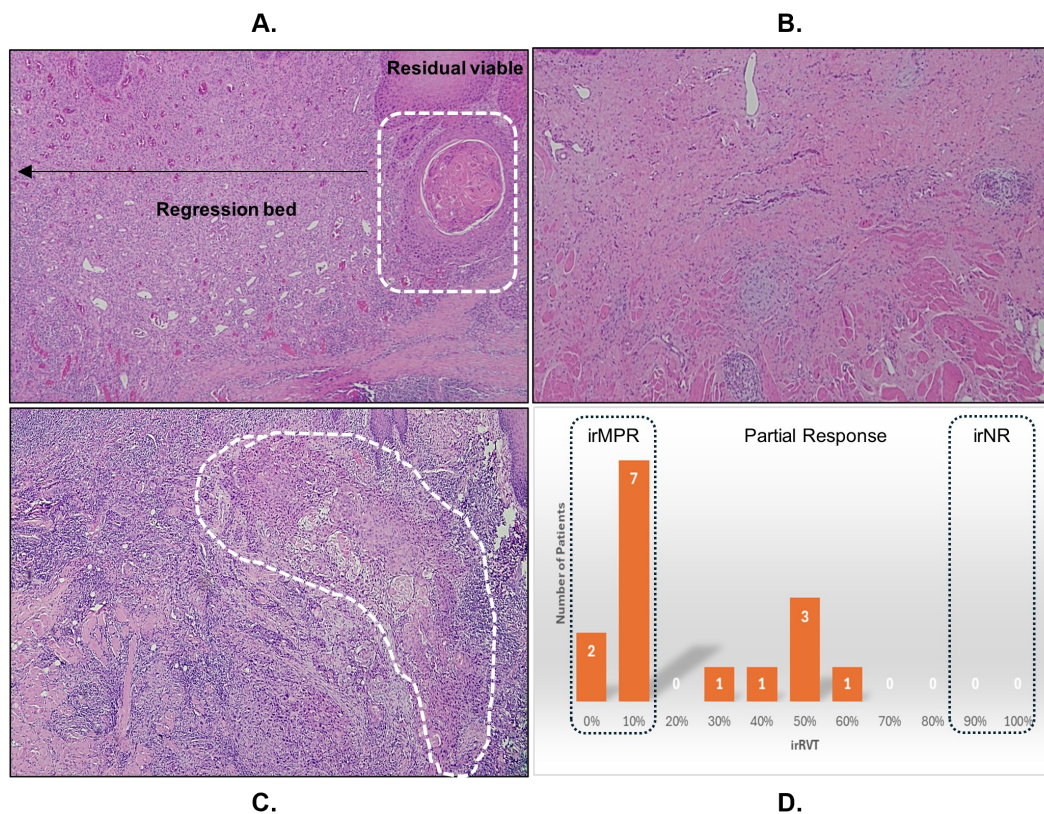 A.
B.
Residual viable
Regression bed
irMPR
Partial Response
irNR
Number of Patients
2
7
0
1
1
3
1
0
0
0
0
0%
10%
20%
30%
40%
50%
60%
70%
80%
90%
100%
irRVT
C.
D.